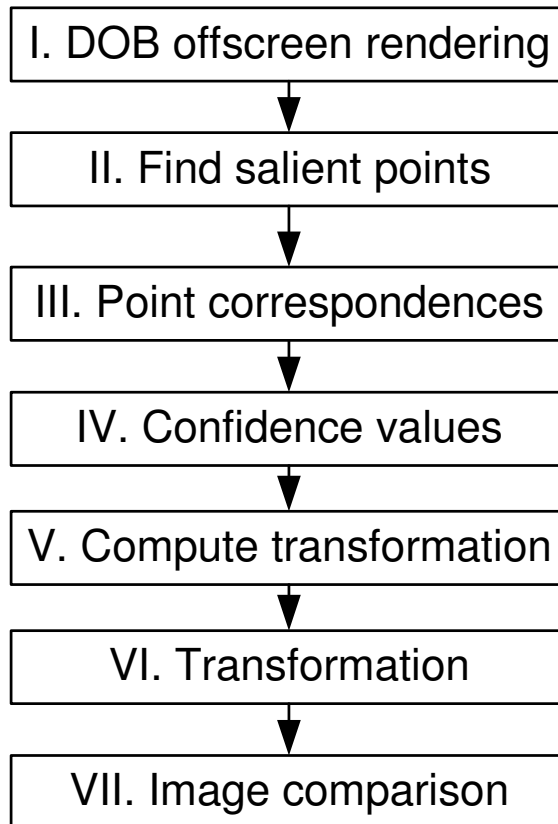 I. DOB offscreen rendering
II. Find salient points
III. Point correspondences
IV. Confidence values
V. Compute transformation
VI. Transformation
VII. Image comparison